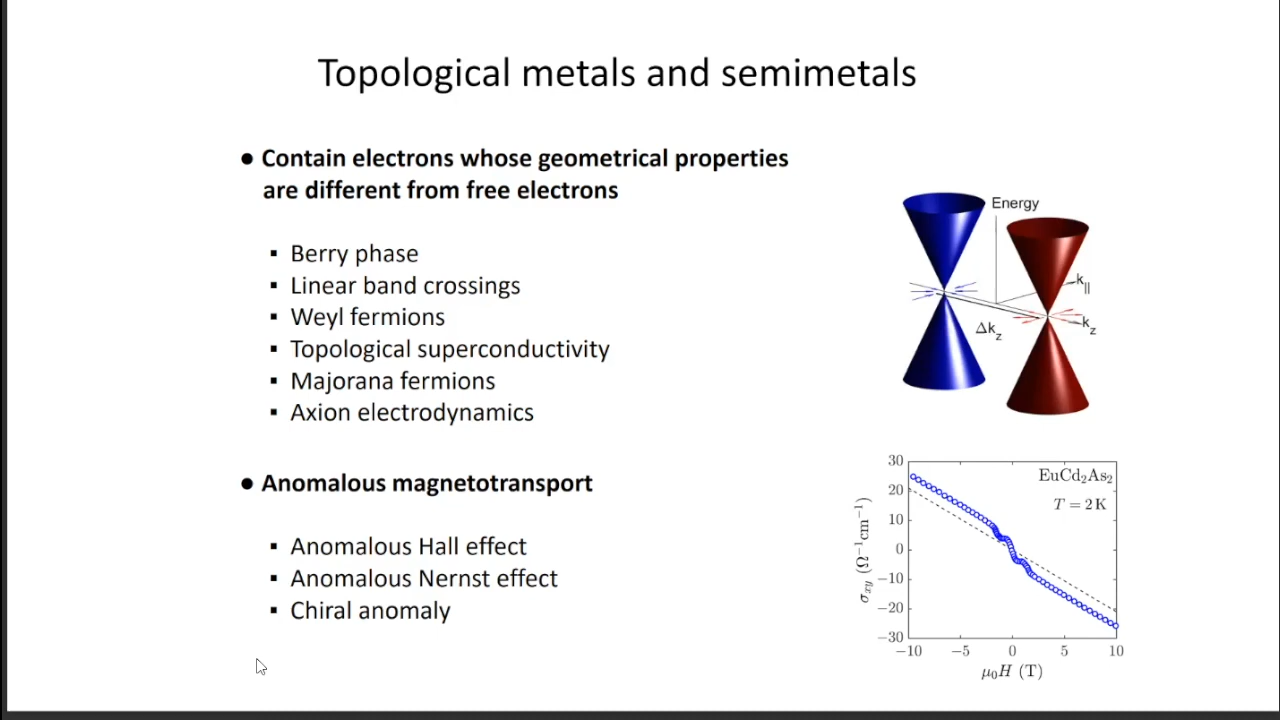 Topological metals and semimetals
● Contain electrons whose geometrical properties
are different from free electrons
▪ Berry phase
▪ Linear band crossings
▪ Weyl fermions
▪ Topological superconductivity
▪ Majorana fermions
▪ Axion electrodynamics
● Anomalous magnetotransport
▪ Anomalous Hall effect
▪ Anomalous Nernst effect
▪ Chiral anomaly
Energy
k||
kz
Δkz
EuCd₂As₂
T = 2 K
σxy (Ω⁻¹cm⁻¹)
30
20
10
0
−10
−20
−30
−10 −5 0 5 10
μ₀H (T)